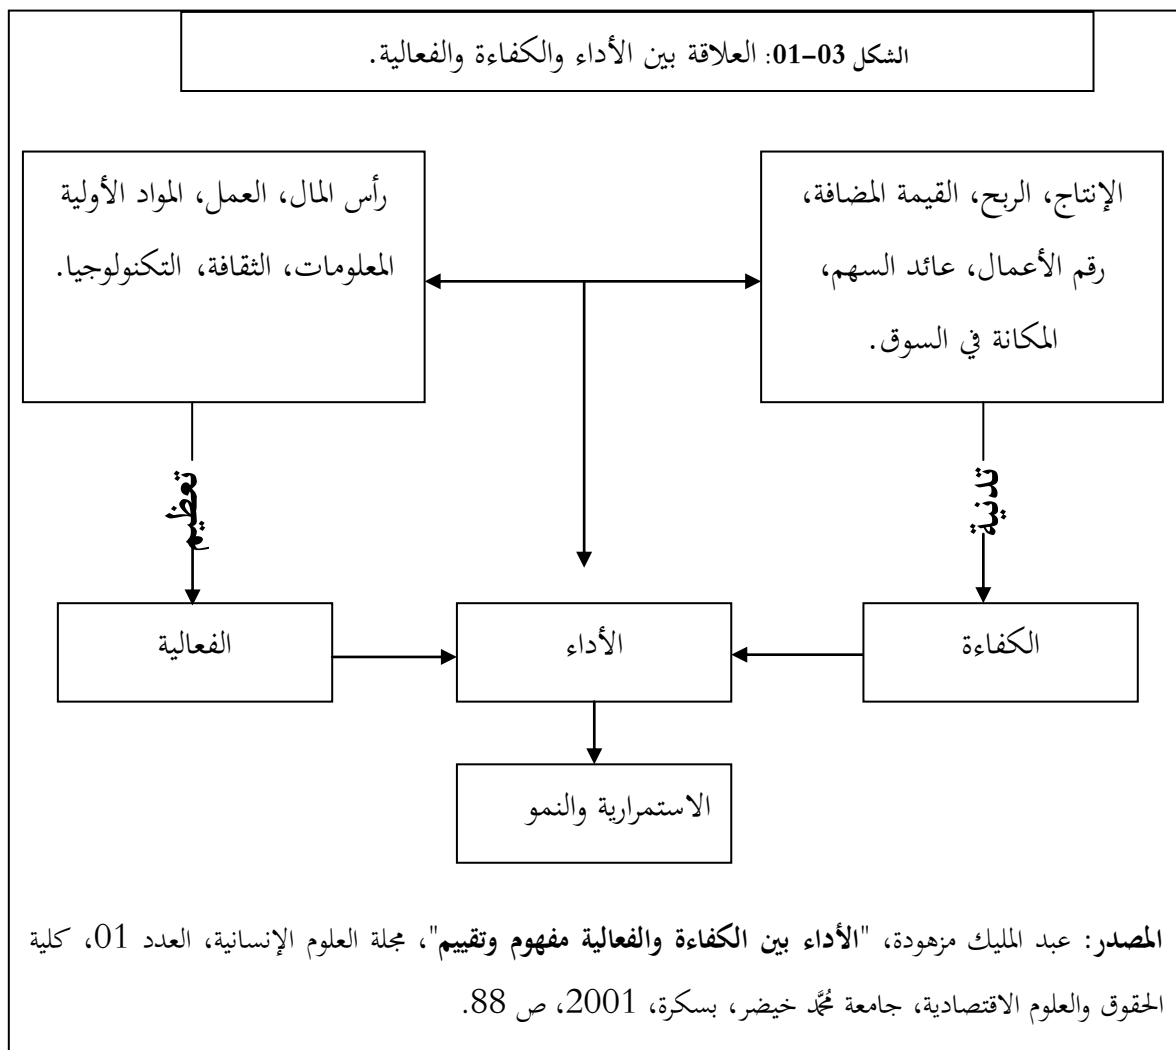 الشكل 03-01: العلاقة بين الأداء والكفاءة والفعالية.
الإنتاج، الربح، القيمة المضافة،
رقم الأعمال، عائد السهم،
المكانة في السوق.
رأس المال، العمل، المواد الأولية
المعلومات، الثقافة، التكنولوجيا.
تدنية
تعظيم
الكفاءة
الأداء
الفعالية
الاستمرارية والنمو
المصدر: عبد المليك مزهودة، "الأداء بين الكفاءة والفعالية مفهوم وتقييم"، مجلة العلوم الإنسانية، العدد 01، كلية
الحقوق والعلوم الاقتصادية، جامعة مُحَّد خيضر، بسكرة، 2001، ص 88.